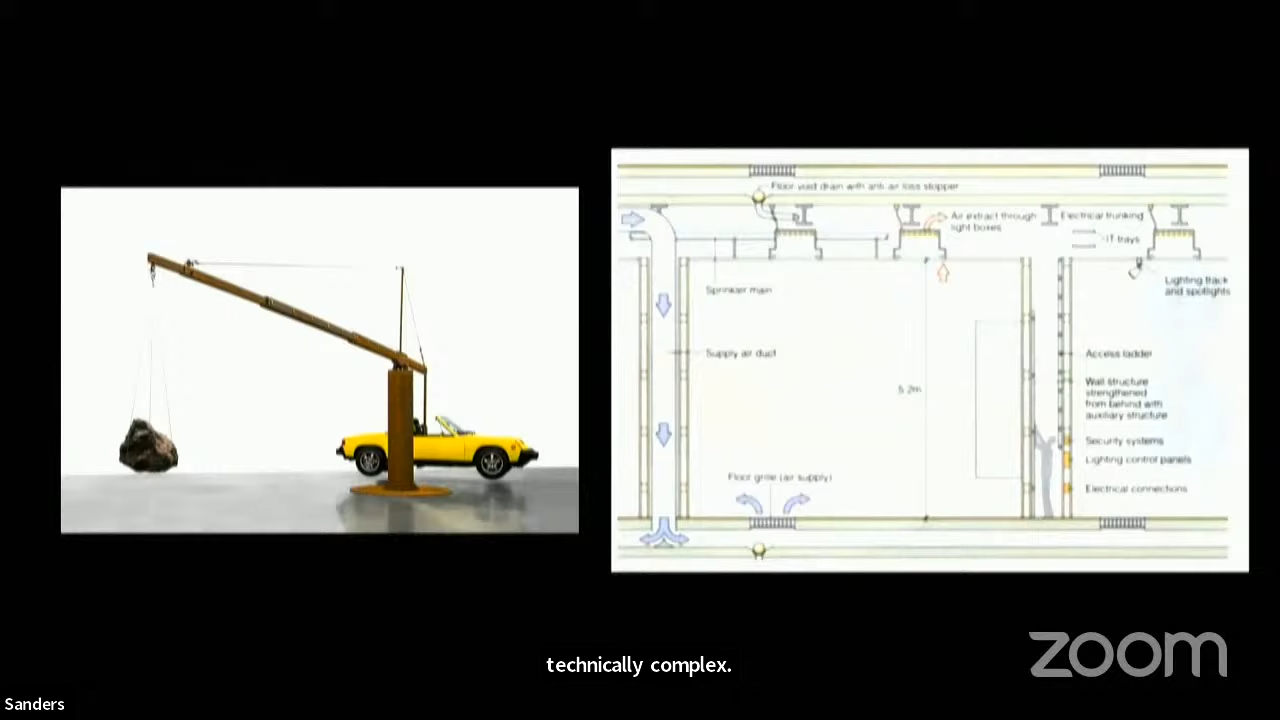 Floor void drain with anti air loss stopper
Air extract through
light boxes
Electrical trunking
IT trays
Lighting track
and spotlights
Sprinkler main
Supply air duct
Access ladder
5.2m
Wall structure
strengthened
from behind with
auxiliary structure
Security systems
Lighting control panels
Floor grille (air supply)
Electrical connections
technically complex.
zoom
Sanders